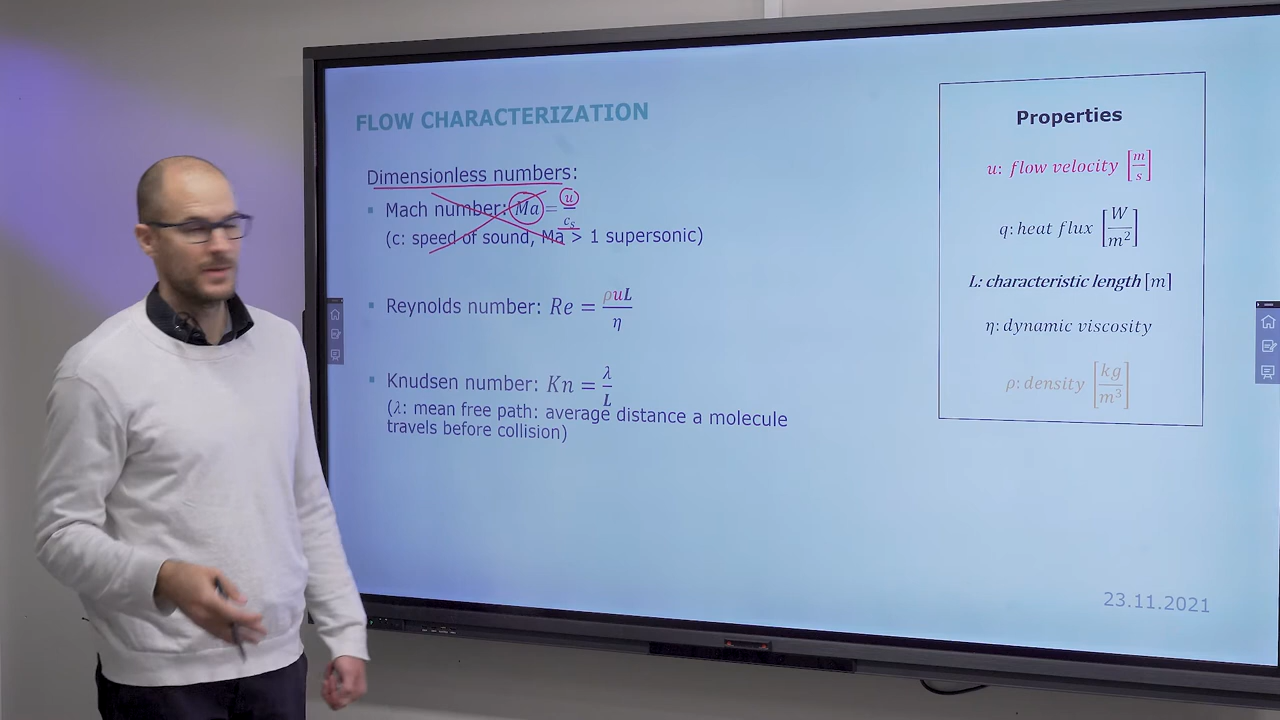 FLOW CHARACTERIZATION
Dimensionless numbers:
▪ Mach number: Ma = u/cₛ
(c: speed of sound, Ma > 1 supersonic)
▪ Reynolds number: Re = ρuL/η
▪ Knudsen number: Kn = λ/L
(λ: mean free path: average distance a molecule
travels before collision)
Properties
u: flow velocity [m/s]
q: heat flux [W/m²]
L: characteristic length [m]
η: dynamic viscosity
ρ: density [kg/m³]
23.11.2021